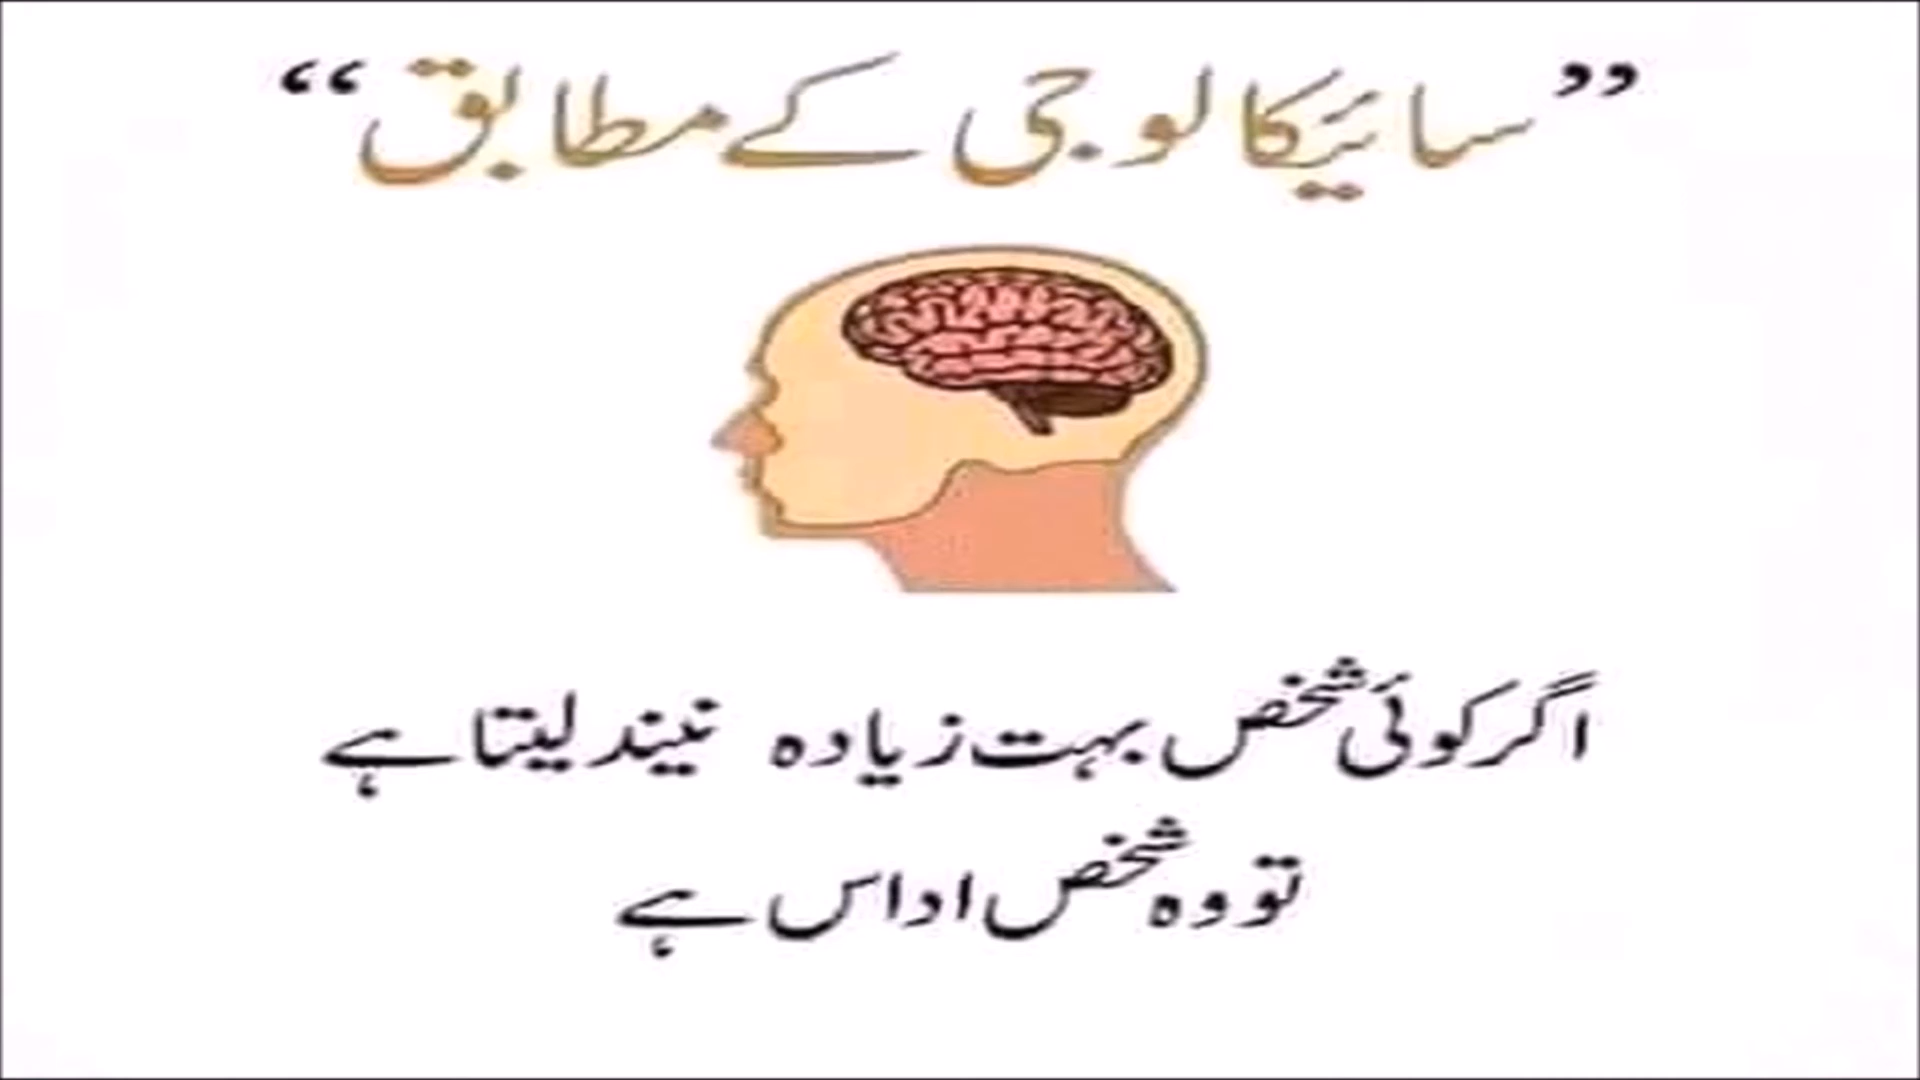 ”سائیکالوجی کے مطابق“
اگر کوئی شخص بہت زیادہ نیند لیتا ہے
تو وہ شخص اداس ہے